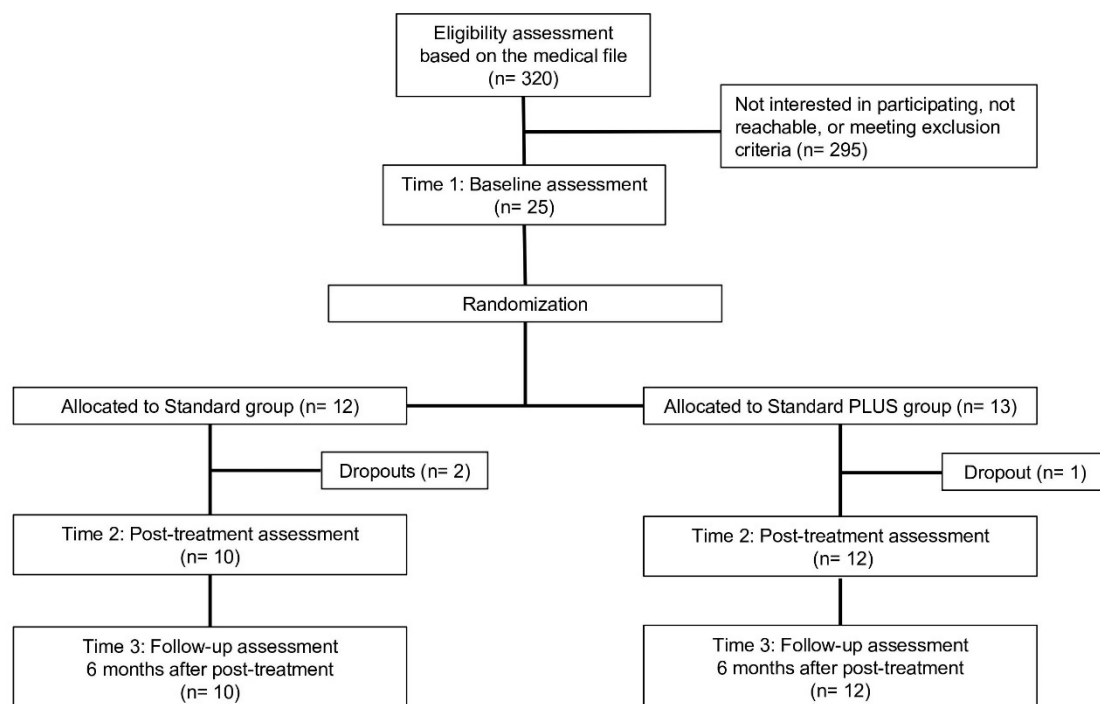 Eligibility assessment
based on the medical file
(n= 320)
Not interested in participating, not
reachable, or meeting exclusion
criteria (n= 295)
Time 1: Baseline assessment
(n= 25)
Randomization
Allocated to Standard group (n= 12)
Allocated to Standard PLUS group (n= 13)
Dropouts (n= 2)
Dropout (n= 1)
Time 2: Post-treatment assessment
(n= 10)
Time 2: Post-treatment assessment
(n= 12)
Time 3: Follow-up assessment
6 months after post-treatment
(n= 10)
Time 3: Follow-up assessment
6 months after post-treatment
(n= 12)